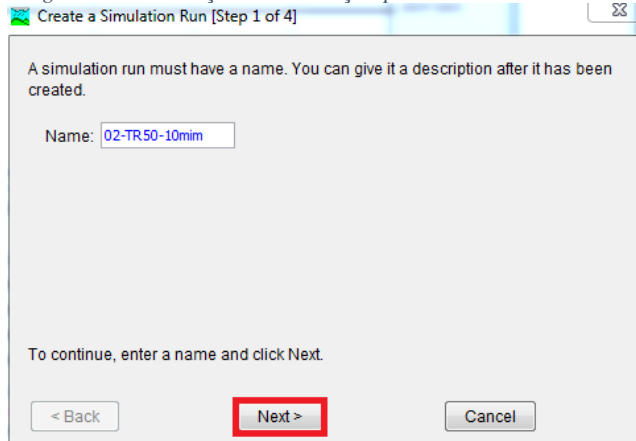 Create a Simulation Run [Step 1 of 4]
A simulation run must have a name. You can give it a description after it has been
created.
Name: 02-TR50-10mim
To continue, enter a name and click Next.
< Back Next > Cancel